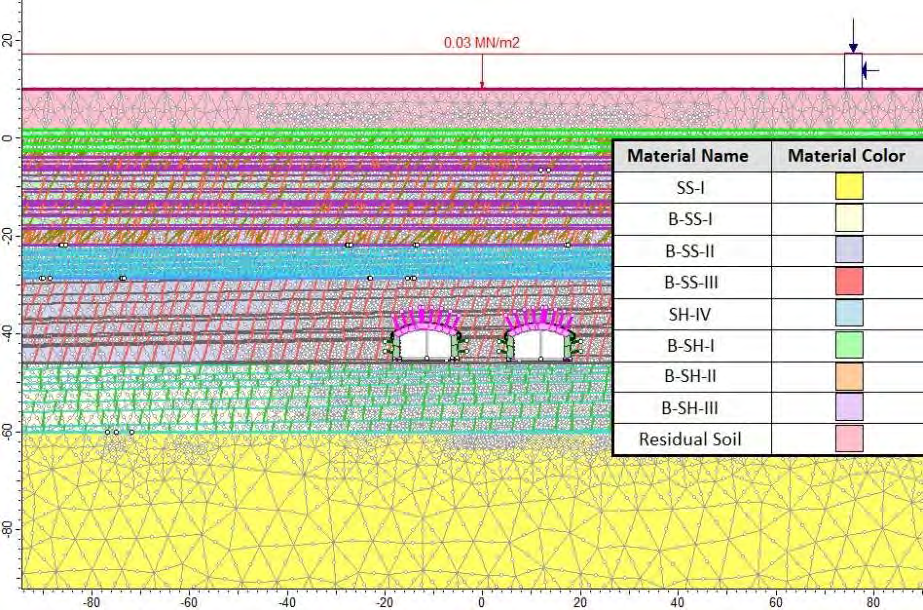 20
0.03 MN/m2
0
-20
-40
-60
-80
Material Name Material Color
SS-I
B-SS-I
B-SS-II
B-SS-III
SH-IV
B-SH-I
B-SH-II
B-SH-III
Residual Soil
-80 -60 -40 -20 0 20 40 60 80